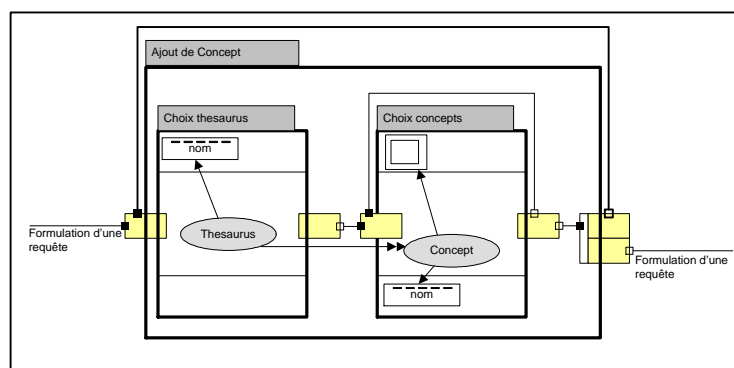 Ajout de Concept
Choix thesaurus
Choix concepts
nom
Formulation d'une
requête
Thesaurus
Concept
Formulation d'une
requête
nom